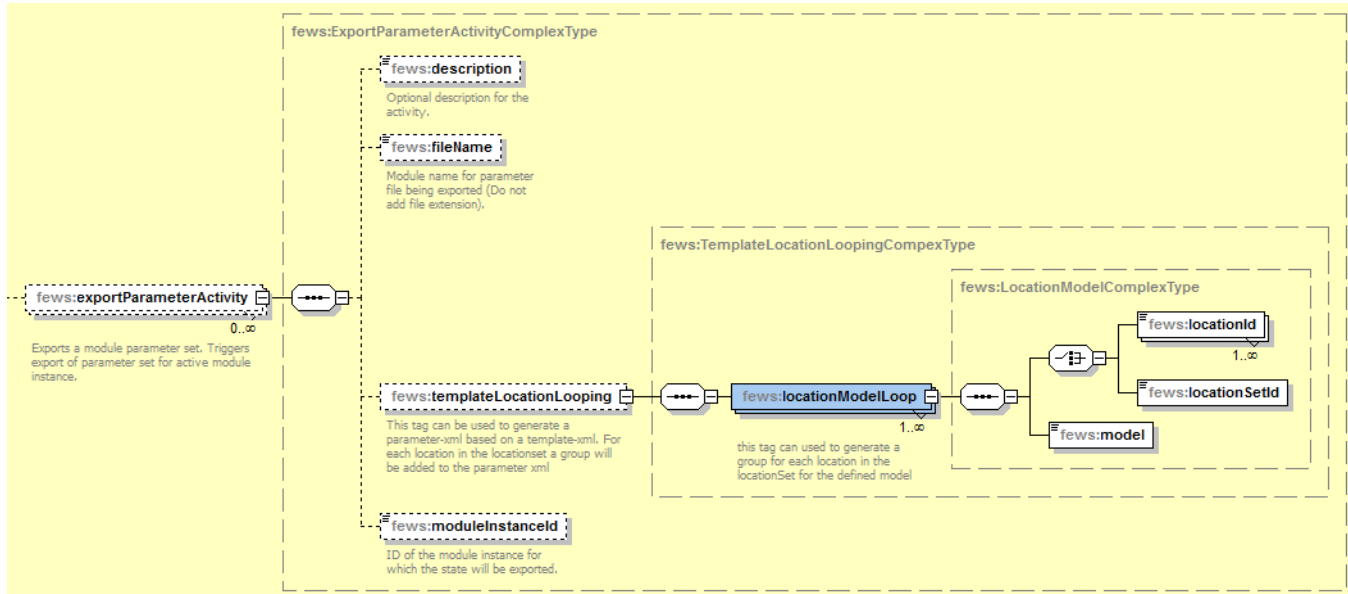 fews:ExportParameterActivityComplexType
fews:description
Optional description for the
activity.
fews:fileName
Module name for parameter
file being exported (Do not
add file extension).
fews:TemplateLocationLoopingCompexType
fews:LocationModelComplexType
fews:exportParameterActivity
0..∞
Exports a module parameter set. Triggers
export of parameter set for active module
instance.
fews:locationId
1..∞
fews:templateLocationLooping
This tag can be used to generate a
parameter-xml based on a template-xml. For
each location in the locationset a group will
be added to the parameter xml
fews:locationModelLoop
1..∞
this tag can used to generate a
group for each location in the
locationSet for the defined model
fews:locationSetId
fews:model
fews:moduleInstanceId
ID of the module instance for
which the state will be exported.